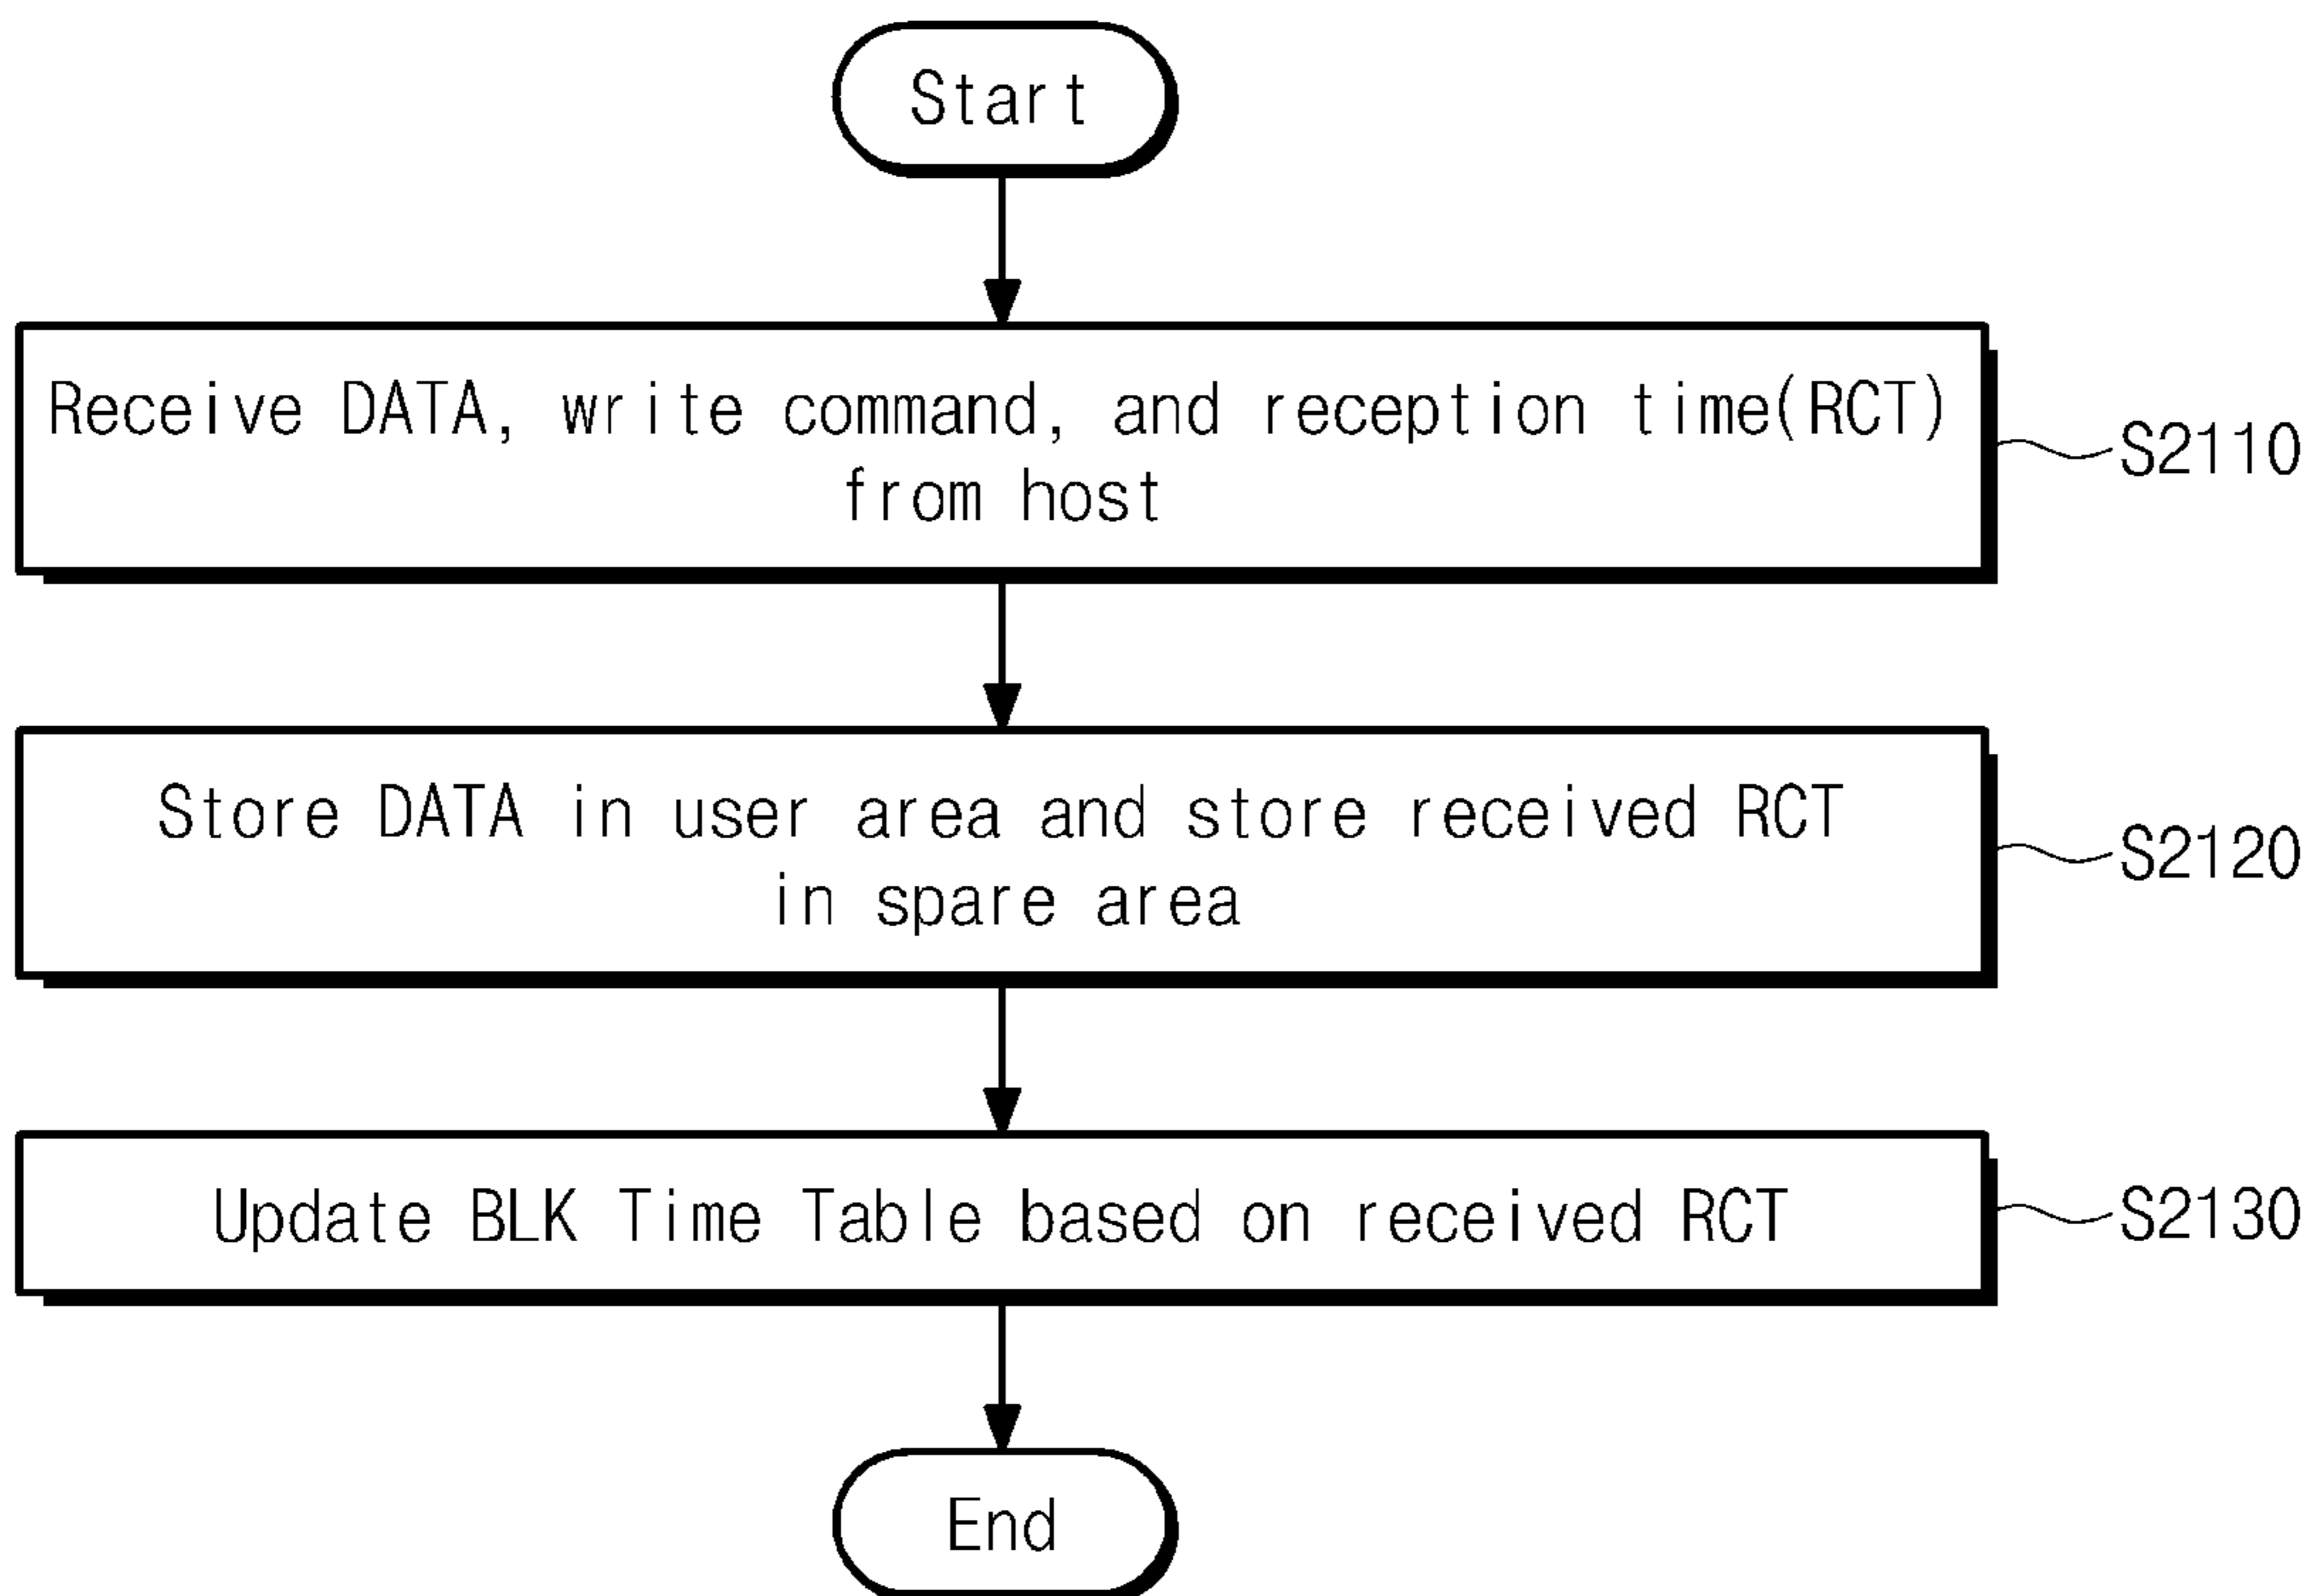 Start
Receive DATA, write command, and reception time(RCT)
from host
S2110
Store DATA in user area and store received RCT
in spare area
S2120
Update BLK Time Table based on received RCT
S2130
End